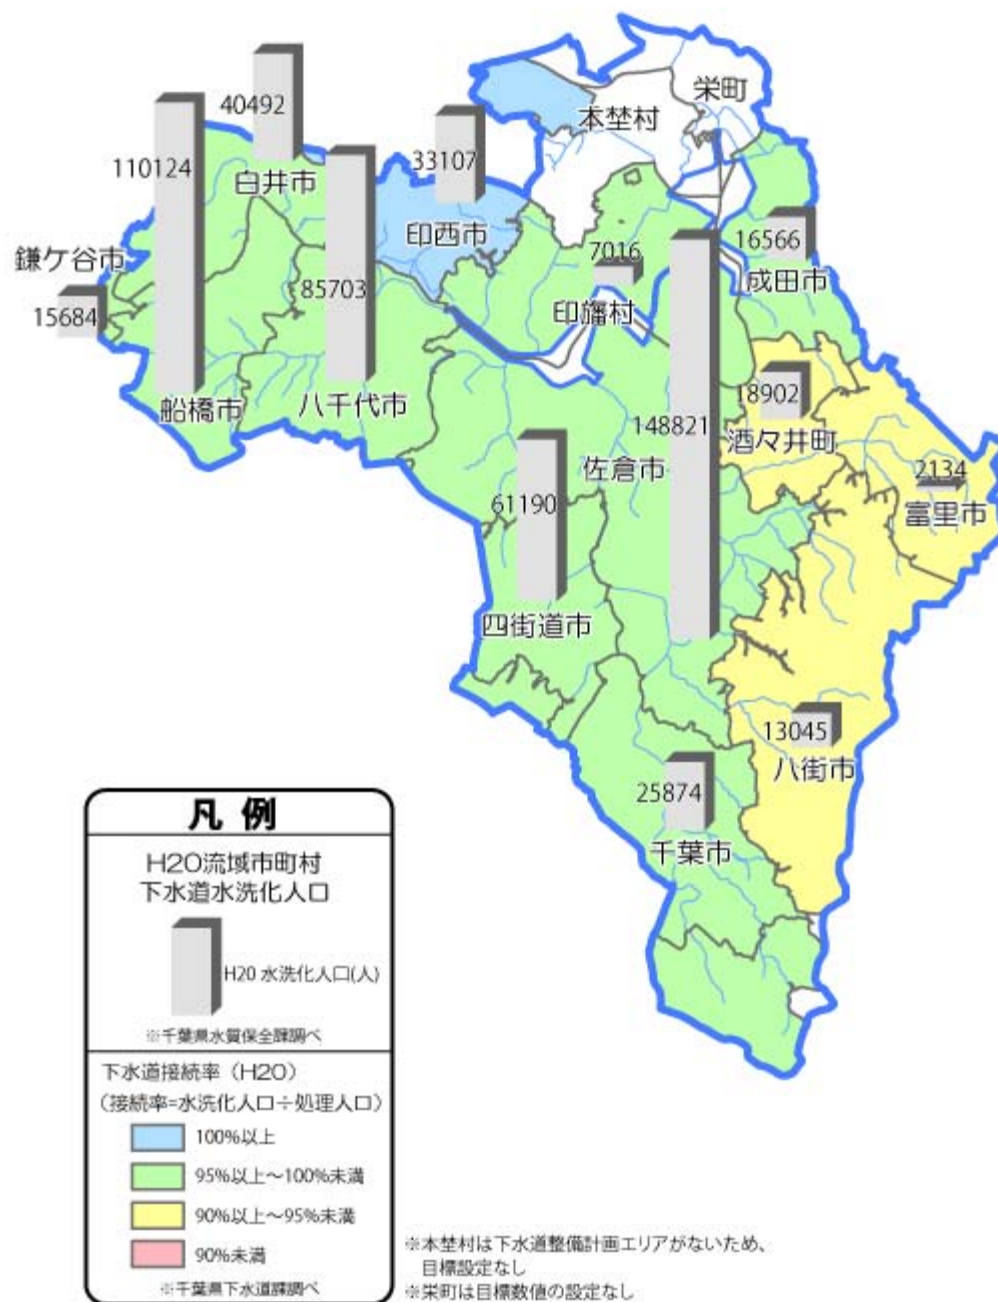 栄町
本埜村
40492
110124
白井市
33107
印西市
鎌ケ谷市
15684
85703
7016
印旛村
16566
成田市
船橋市
八千代市
148821
佐倉市
18902
酒々井町
2134
富里市
61190
四街道市
13045
八街市
25874
千葉市
凡 例
H20流域市町村
下水道水洗化人口
H20 水洗化人口(人)
※千葉県水質保全課調べ
下水道接続率（H20）
（接続率=水洗化人口÷処理人口）
100%以上
95%以上～100%未満
90%以上～95%未満
90%未満
※千葉県下水道課調べ
※本埜村は下水道整備計画エリアがないため、
目標設定なし
※栄町は目標数値の設定なし